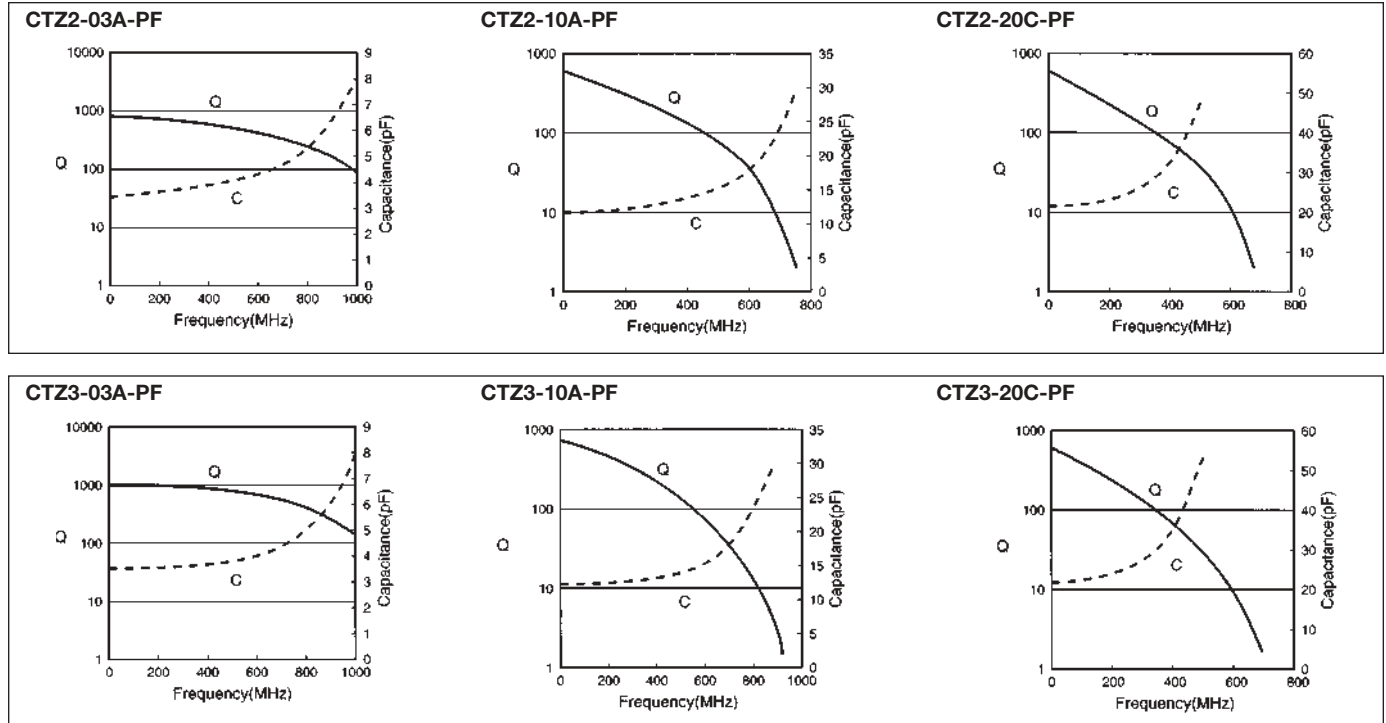 CTZ2-03A-PF
10000
1000
100
10
1
Q
Q
C
9
8
7
6
5
4
3
2
1
0
Capacitance(pF)
0 200 400 600 800 1000
Frequency(MHz)
CTZ2-10A-PF
1000
100
10
1
Q
Q
C
35
30
25
20
15
10
5
0
Capacitance(pF)
0 200 400 600 800
Frequency(MHz)
CTZ2-20C-PF
1000
100
10
1
Q
Q
C
60
50
40
30
20
10
0
Capacitance(pF)
0 200 400 600 800
Frequency(MHz)
CTZ3-03A-PF
10000
1000
100
10
1
Q
Q
C
9
8
7
6
5
4
3
2
1
0
Capacitance(pF)
0 200 400 600 800 1000
Frequency(MHz)
CTZ3-10A-PF
1000
100
10
1
Q
Q
C
35
30
25
20
15
10
5
0
Capacitance(pF)
0 200 400 600 800 1000
Frequency(MHz)
CTZ3-20C-PF
1000
100
10
1
Q
Q
C
60
50
40
30
20
10
0
Capacitance(pF)
0 200 400 600 800
Frequency(MHz)